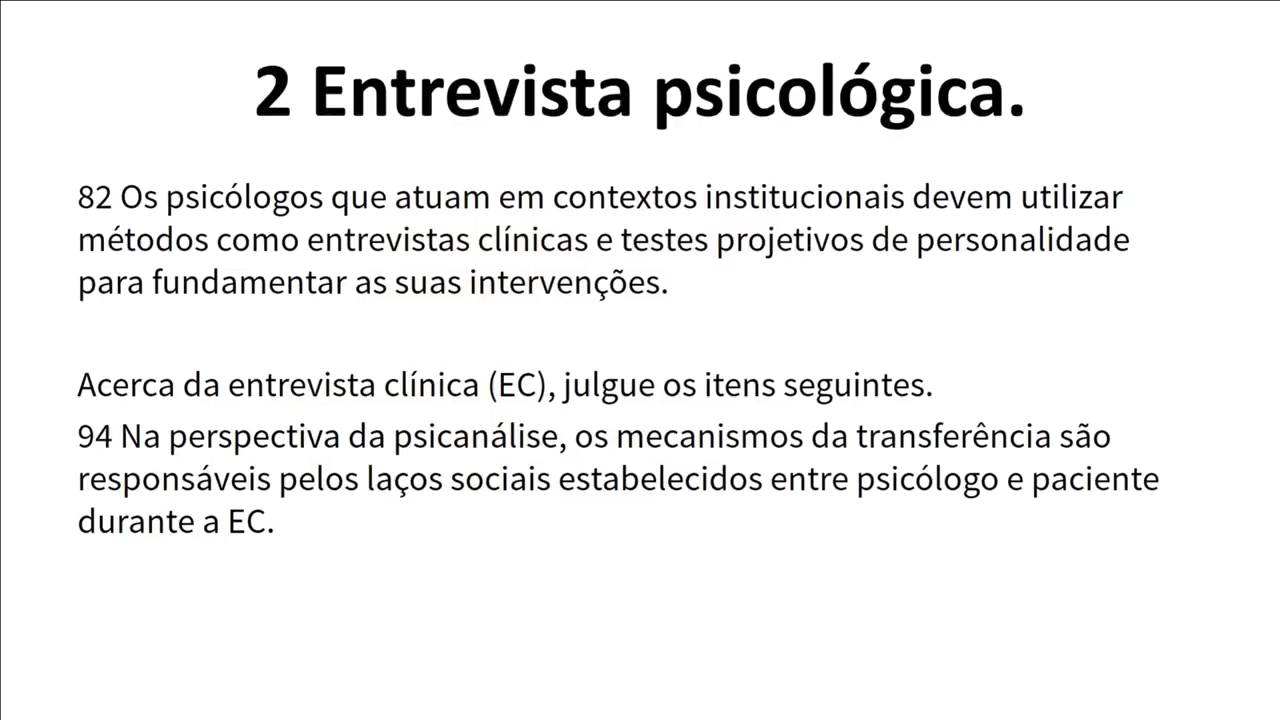 2 Entrevista psicológica.
82 Os psicólogos que atuam em contextos institucionais devem utilizar
métodos como entrevistas clínicas e testes projetivos de personalidade
para fundamentar as suas intervenções.
Acerca da entrevista clínica (EC), julgue os itens seguintes.
94 Na perspectiva da psicanálise, os mecanismos da transferência são
responsáveis pelos laços sociais estabelecidos entre psicólogo e paciente
durante a EC.